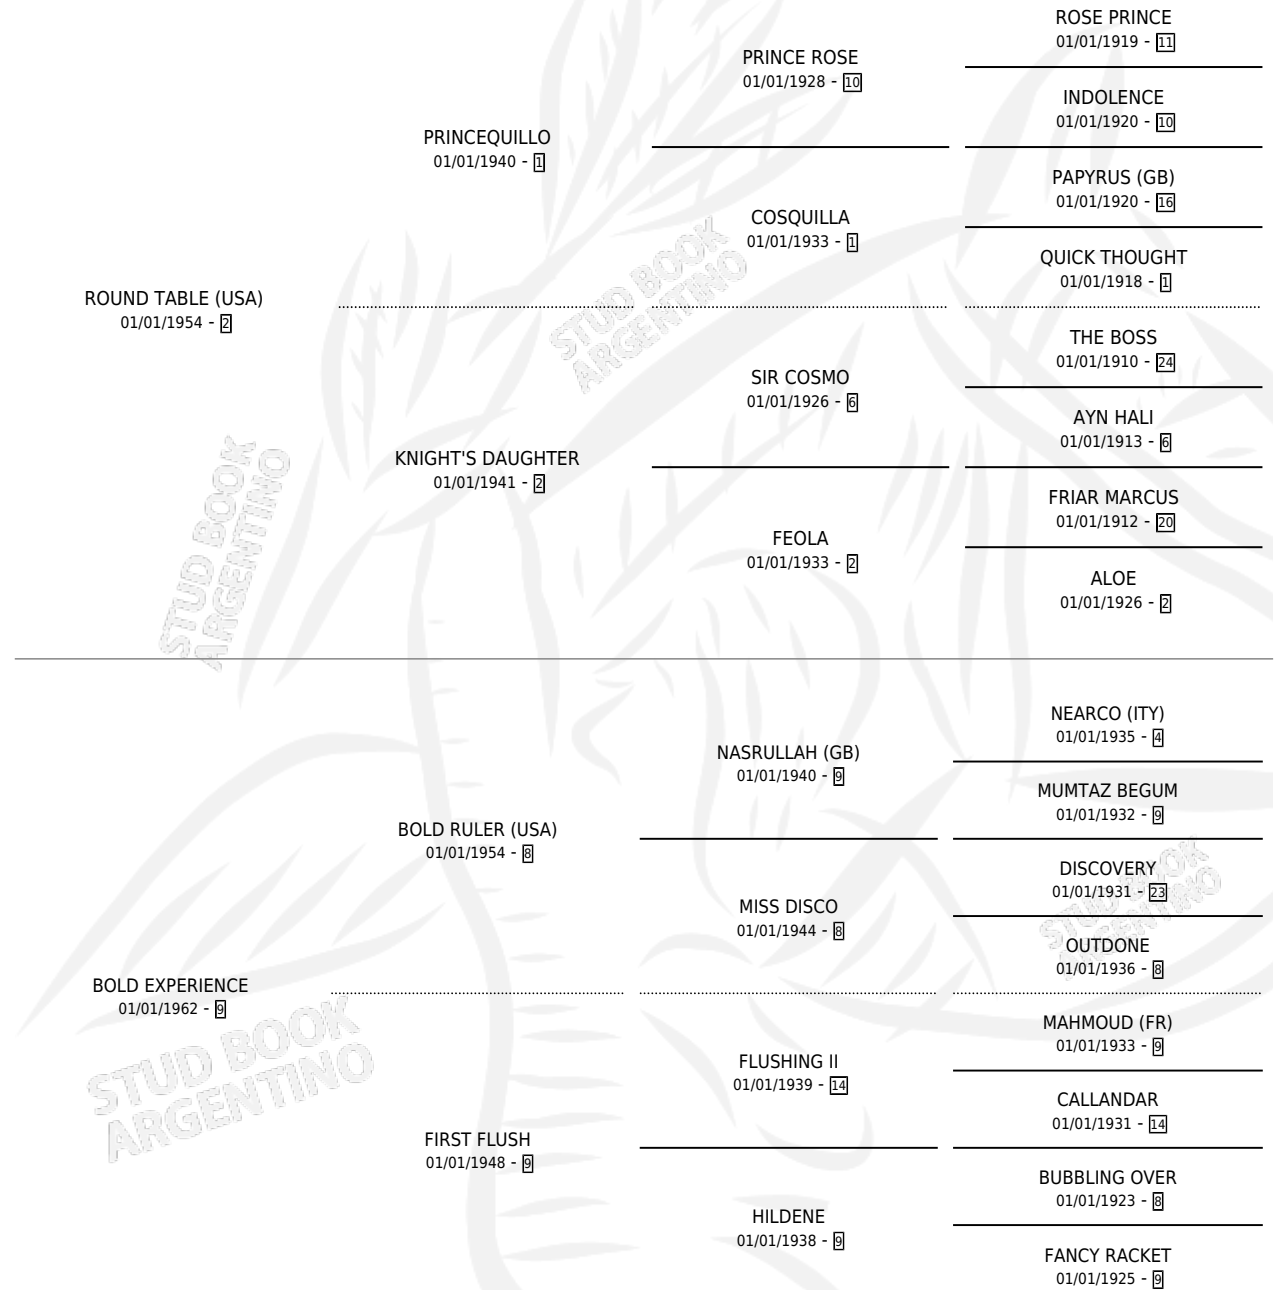 ROSE PRINCE
01/01/1919 - 11
PRINCE ROSE
01/01/1928 - 10
INDOLENCE
01/01/1920 - 10
PRINCEQUILLO
01/01/1940 - 1
PAPYRUS (GB)
01/01/1920 - 16
COSQUILLA
01/01/1933 - 1
QUICK THOUGHT
01/01/1918 - 1
ROUND TABLE (USA)
01/01/1954 - 2
THE BOSS
01/01/1910 - 24
SIR COSMO
01/01/1926 - 6
AYN HALI
01/01/1913 - 6
KNIGHT'S DAUGHTER
01/01/1941 - 2
FRIAR MARCUS
01/01/1912 - 20
FEOLA
01/01/1933 - 2
ALOE
01/01/1926 - 2
STUD BOOK
ARGENTINO
STUD BOOK
ARGENTINO
NEARCO (ITY)
01/01/1935 - 4
NASRULLAH (GB)
01/01/1940 - 9
MUMTAZ BEGUM
01/01/1932 - 9
BOLD RULER (USA)
01/01/1954 - 8
DISCOVERY
01/01/1931 - 23
MISS DISCO
01/01/1944 - 8
OUTDONE
01/01/1936 - 8
STUD BOOK
ARGENTINO
BOLD EXPERIENCE
01/01/1962 - 9
MAHMOUD (FR)
01/01/1933 - 9
FLUSHING II
01/01/1939 - 14
CALLANDAR
01/01/1931 - 14
STUD BOOK
ARGENTINO
FIRST FLUSH
01/01/1948 - 9
BUBBLING OVER
01/01/1923 - 8
HILDENE
01/01/1938 - 9
FANCY RACKET
01/01/1925 - 9